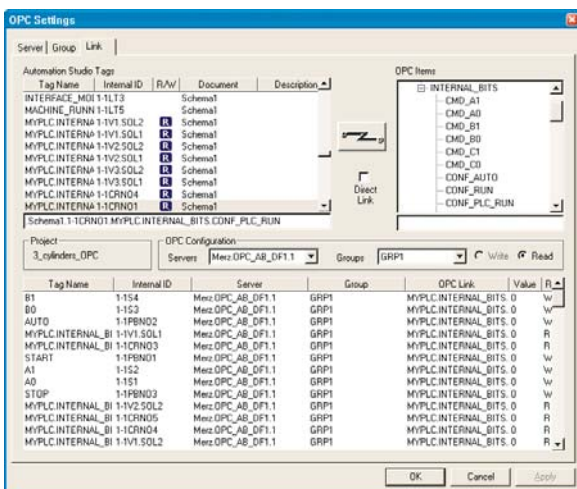 OPC Settings
Server Group Link
Automation Studio Tags
Tag Name Internal ID R/W Document Description
INTERFACE_MO 1-1LT3 Schema1
MACHINE_RUNN 1-1LT5 Schema1
MYPLC.INTERNA 1-1V1.SOL2 R Schema1
MYPLC.INTERNA 1-1V1.SOL1 R Schema1
MYPLC.INTERNA 1-1V2.SOL2 R Schema1
MYPLC.INTERNA 1-1V2.SOL1 R Schema1
MYPLC.INTERNA 1-1V3.SOL2 R Schema1
MYPLC.INTERNA 1-1V3.SOL1 R Schema1
MYPLC.INTERNA 1-1CRNO4 R Schema1
MYPLC.INTERNA 1-1CRNO1 R Schema1
Schema1.1-1CRNO1.MYPLC.INTERNAL_BITS.CONF_PLC_RUN
Direct
Link
OPC Items
INTERNAL_BITS
CMD_A1
CMD_A0
CMD_B1
CMD_B0
CMD_C1
CMD_C0
CONF_AUTO
CONF_RUN
CONF_PLC_RUN
Project
3_cylinders_OPC
OPC Configuration
Servers Merz.OPC_AB_DF1.1 Groups GRP1 Write Read
Tag Name Internal ID Server Group OPC Link Value R
B1 1-1S4 Merz.OPC_AB_DF1.1 GRP1 MYPLC.INTERNAL_BITS. 0 W
B0 1-1S3 Merz.OPC_AB_DF1.1 GRP1 MYPLC.INTERNAL_BITS. 0 W
AUTO 1-1PBNO2 Merz.OPC_AB_DF1.1 GRP1 MYPLC.INTERNAL_BITS. 0 W
MYPLC.INTERNAL_BI 1-1V1.SOL1 Merz.OPC_AB_DF1.1 GRP1 MYPLC.INTERNAL_BITS. 0 R
MYPLC.INTERNAL_BI 1-1CRNO3 Merz.OPC_AB_DF1.1 GRP1 MYPLC.INTERNAL_BITS. 0 R
START 1-1PBNO1 Merz.OPC_AB_DF1.1 GRP1 MYPLC.INTERNAL_BITS. 0 W
A1 1-1S2 Merz.OPC_AB_DF1.1 GRP1 MYPLC.INTERNAL_BITS. 0 W
A0 1-1S1 Merz.OPC_AB_DF1.1 GRP1 MYPLC.INTERNAL_BITS. 0 W
STOP 1-1PBNO3 Merz.OPC_AB_DF1.1 GRP1 MYPLC.INTERNAL_BITS. 0 W
MYPLC.INTERNAL_BI 1-1V2.SOL2 Merz.OPC_AB_DF1.1 GRP1 MYPLC.INTERNAL_BITS. 0 R
MYPLC.INTERNAL_BI 1-1CRNO5 Merz.OPC_AB_DF1.1 GRP1 MYPLC.INTERNAL_BITS. 0 R
MYPLC.INTERNAL_BI 1-1CRNO4 Merz.OPC_AB_DF1.1 GRP1 MYPLC.INTERNAL_BITS. 0 R
MYPLC.INTERNAL_BI 1-1V1.SOL2 Merz.OPC_AB_DF1.1 GRP1 MYPLC.INTERNAL_BITS. 0 R
OK Cancel Apply